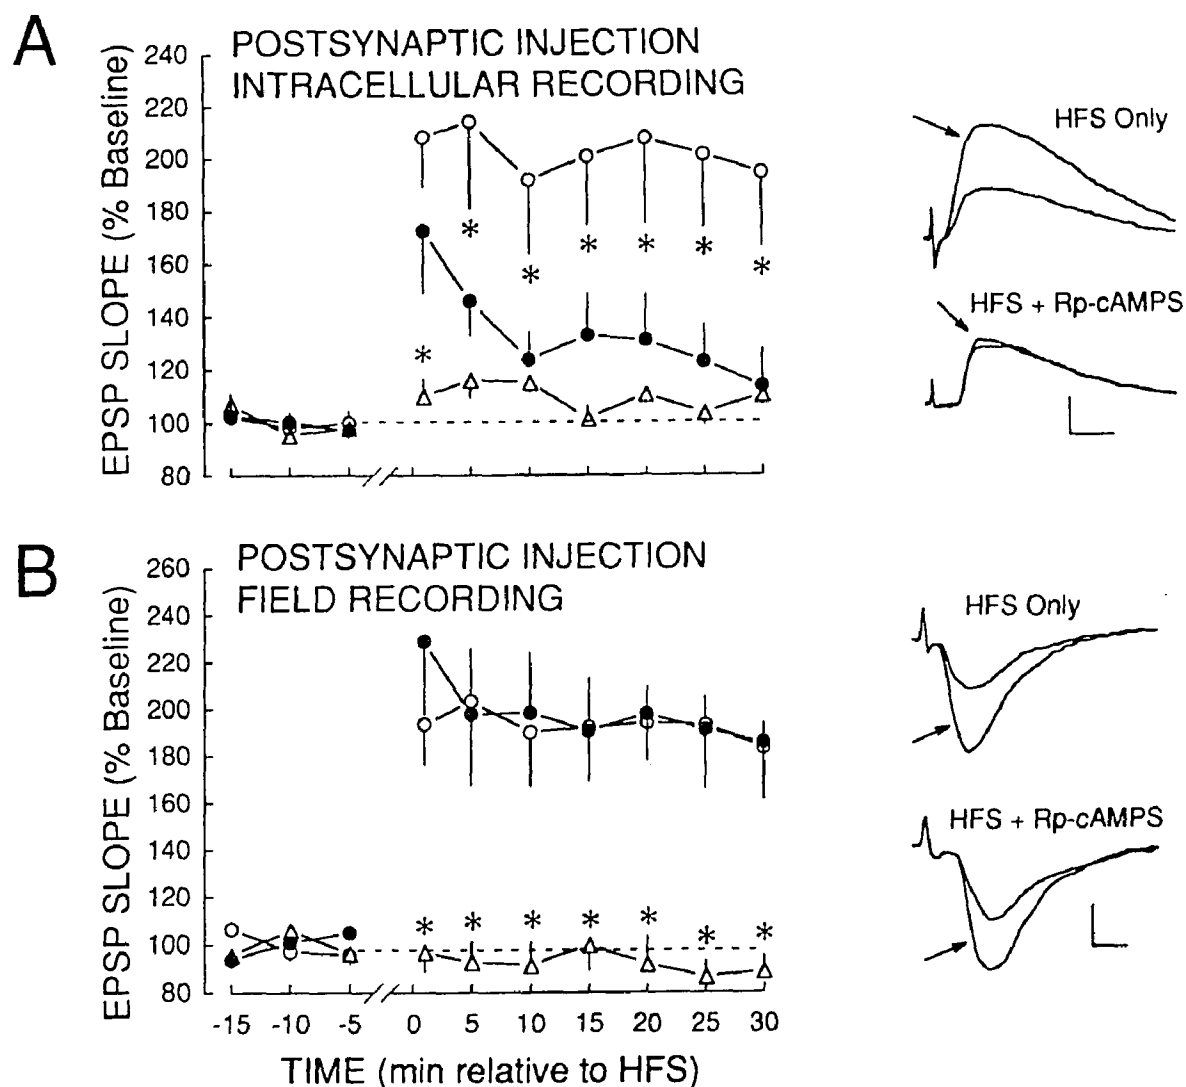 A
POSTSYNAPTIC INJECTION
INTRACELLULAR RECORDING
EPSP SLOPE (% Baseline)
240
220
200
180
160
140
120
100
80
* * * * * * *
HFS Only
HFS + Rp-cAMPS
B
POSTSYNAPTIC INJECTION
FIELD RECORDING
EPSP SLOPE (% Baseline)
260
240
220
200
180
160
140
120
100
80
* * * * * * *
-15 -10 -5 0 5 10 15 20 25 30
TIME (min relative to HFS)
HFS Only
HFS + Rp-cAMPS